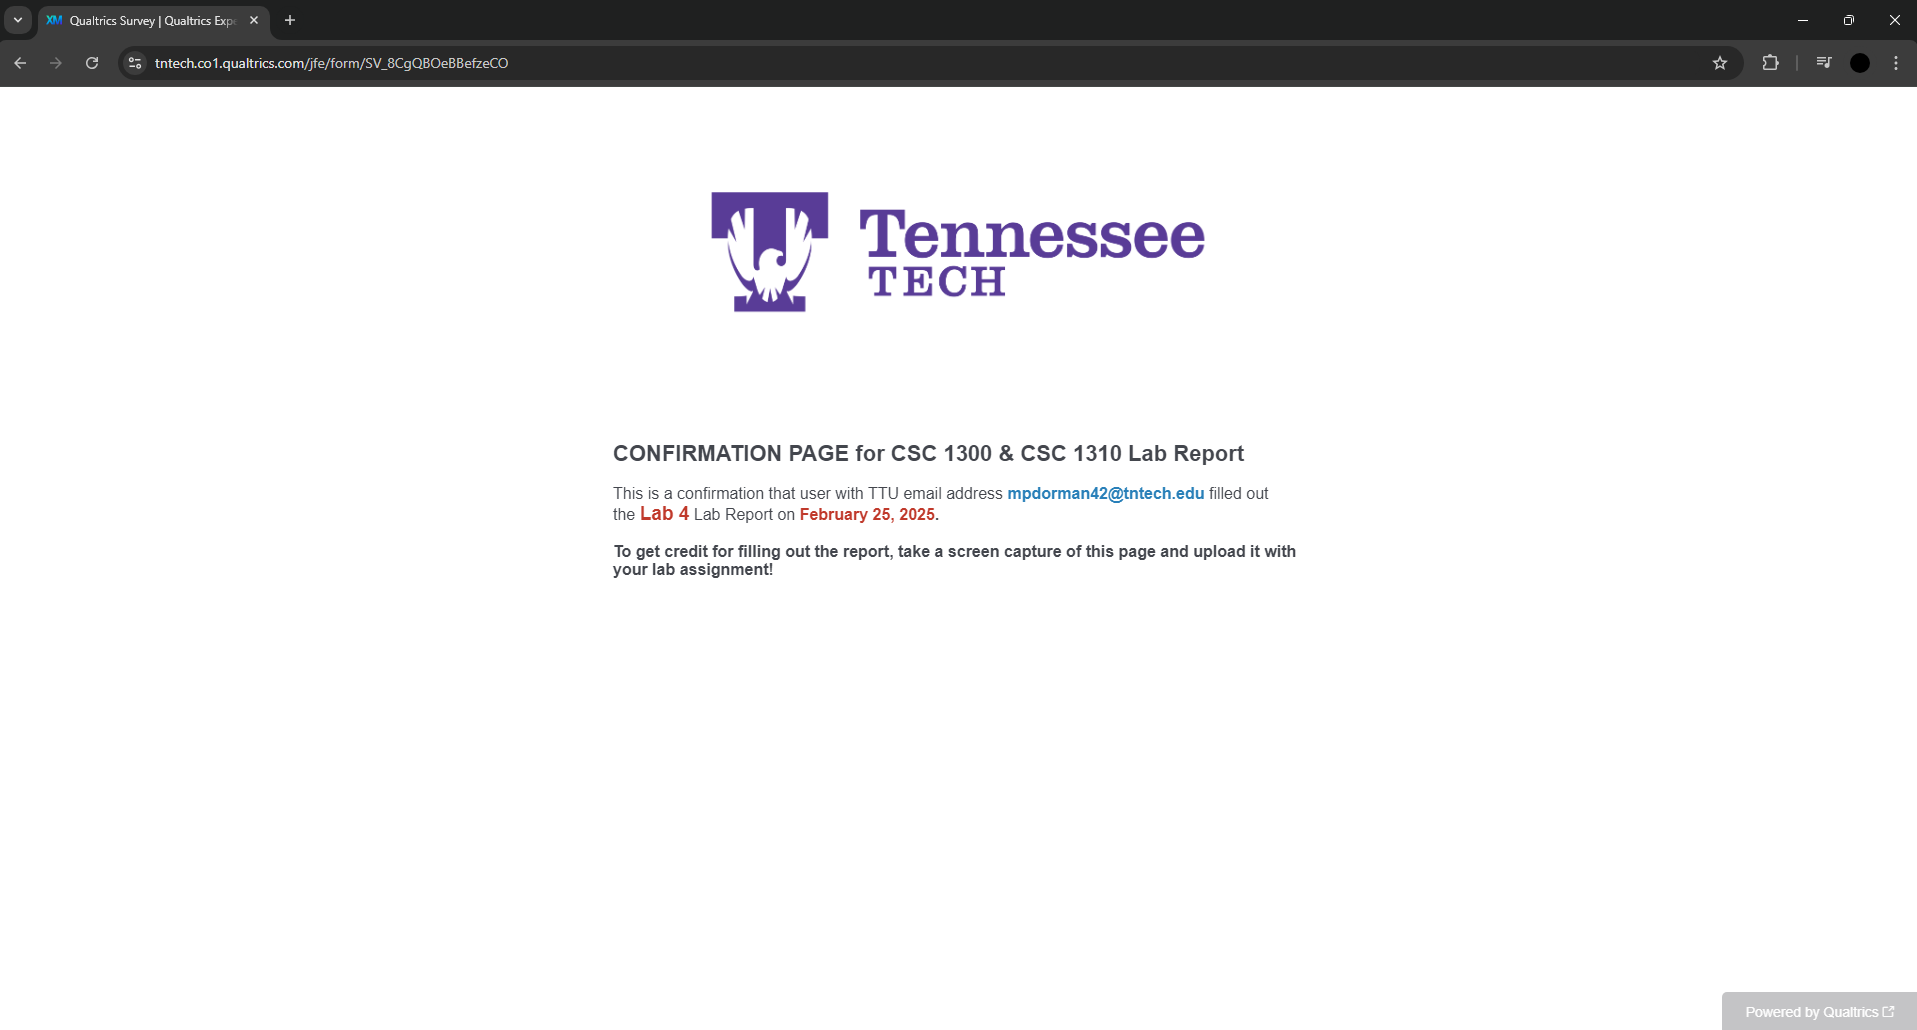 Qualtrics Survey | Qualtrics Expe
tntech.co1.qualtrics.com/jfe/form/SV_8CgQBOeBBefzeCO
Tennessee
TECH
CONFIRMATION PAGE for CSC 1300 & CSC 1310 Lab Report
This is a confirmation that user with TTU email address mpdorman42@tntech.edu filled out
the Lab 4 Lab Report on February 25, 2025.
To get credit for filling out the report, take a screen capture of this page and upload it with
your lab assignment!
Powered by Qualtrics